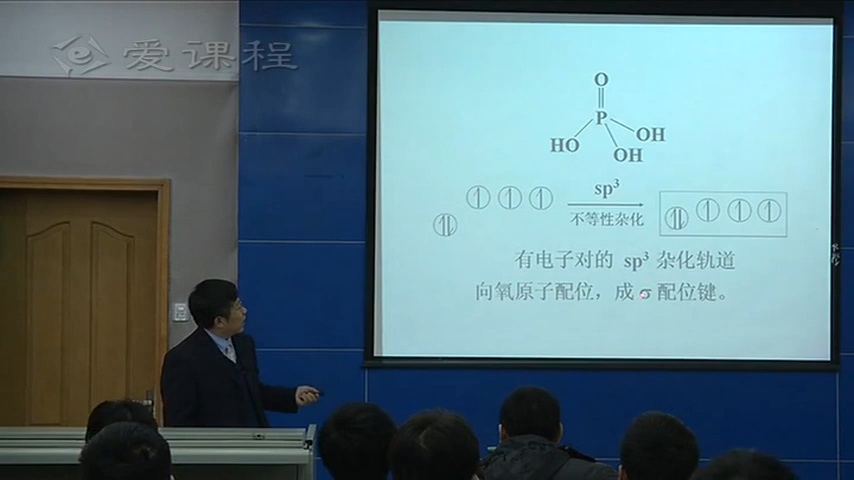 爱课程
O
P
HO
OH
OH
sp³
不等性杂化
有电子对的 sp³ 杂化轨道
向氧原子配位，成 σ 配位键。